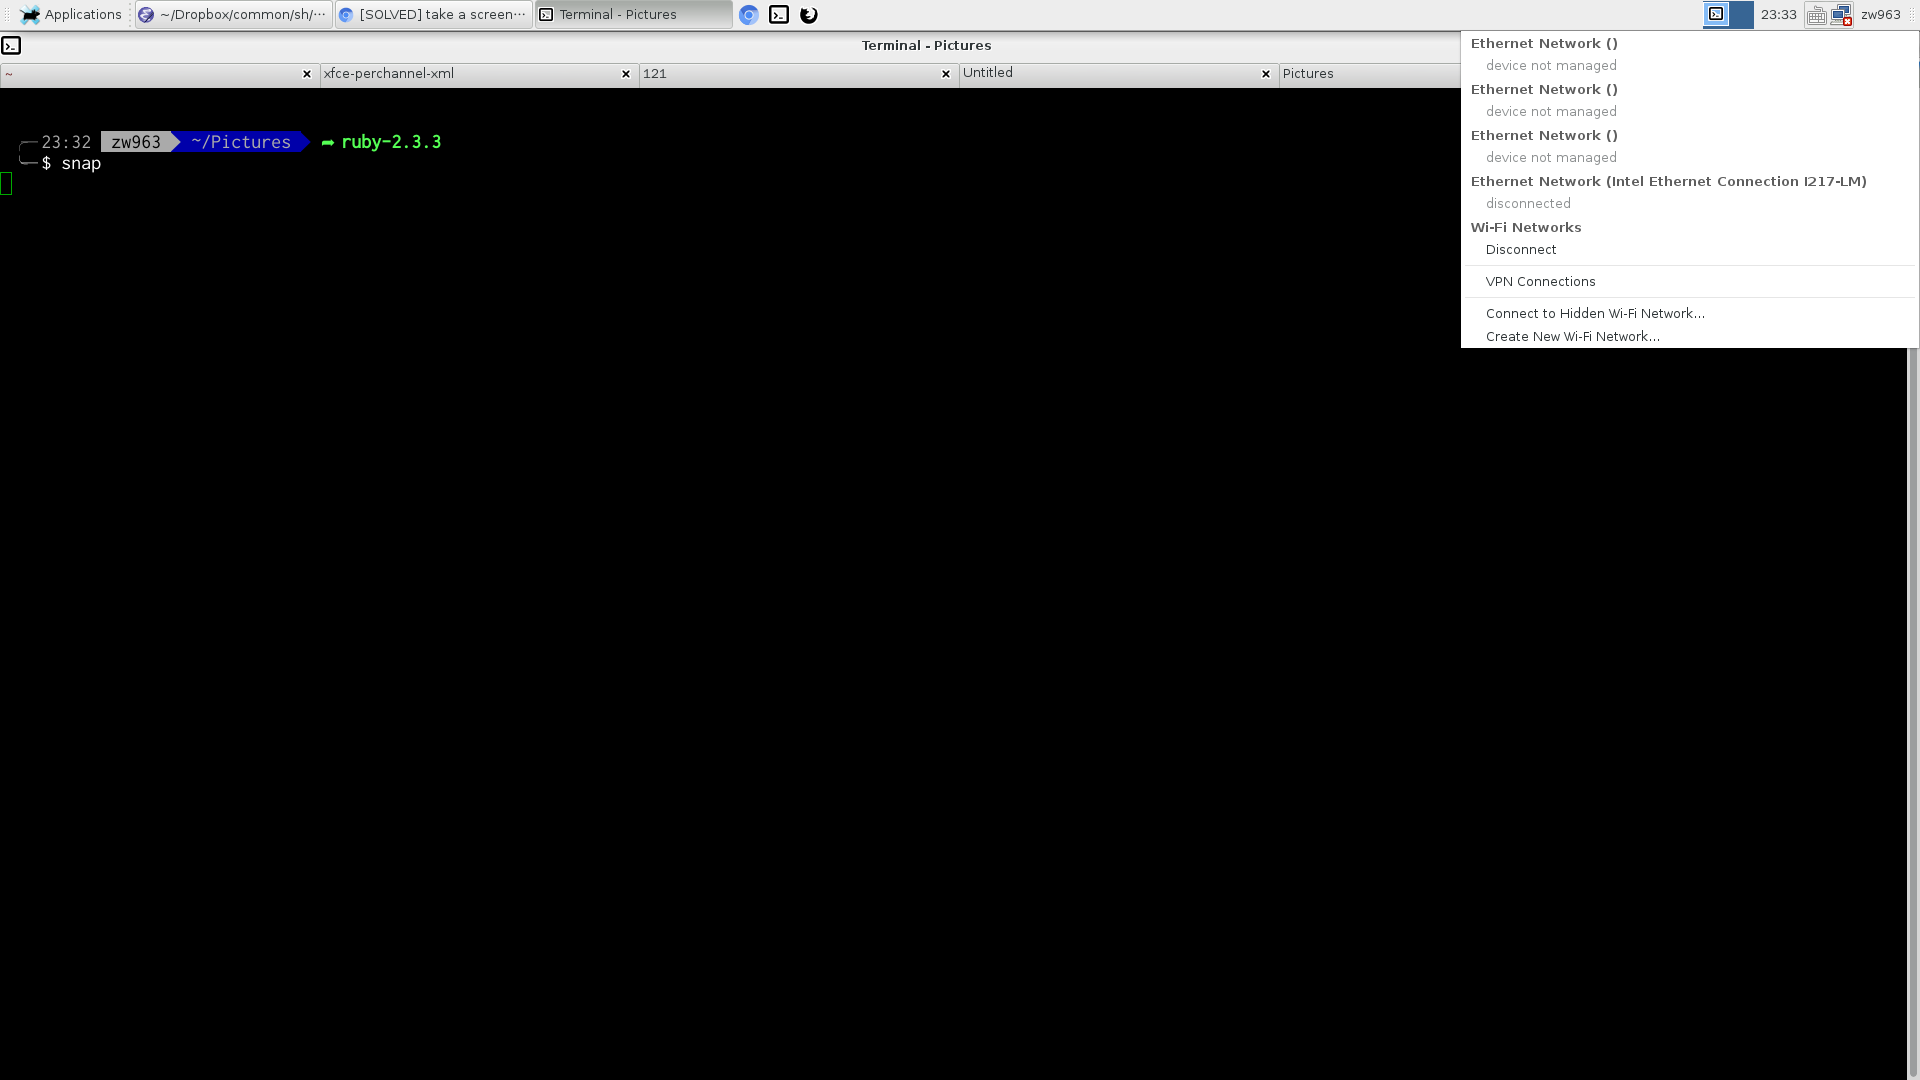 Applications
~/Dropbox/common/sh/···
[SOLVED] take a screen···
Terminal - Pictures
23:33
zw963
Terminal - Pictures
~
xfce-perchannel-xml
121
Untitled
Pictures
23:32 zw963 ~/Pictures ➦ ruby-2.3.3
$ snap
Ethernet Network ()
device not managed
Ethernet Network ()
device not managed
Ethernet Network ()
device not managed
Ethernet Network (Intel Ethernet Connection I217-LM)
disconnected
Wi-Fi Networks
Disconnect
VPN Connections
Connect to Hidden Wi-Fi Network...
Create New Wi-Fi Network...